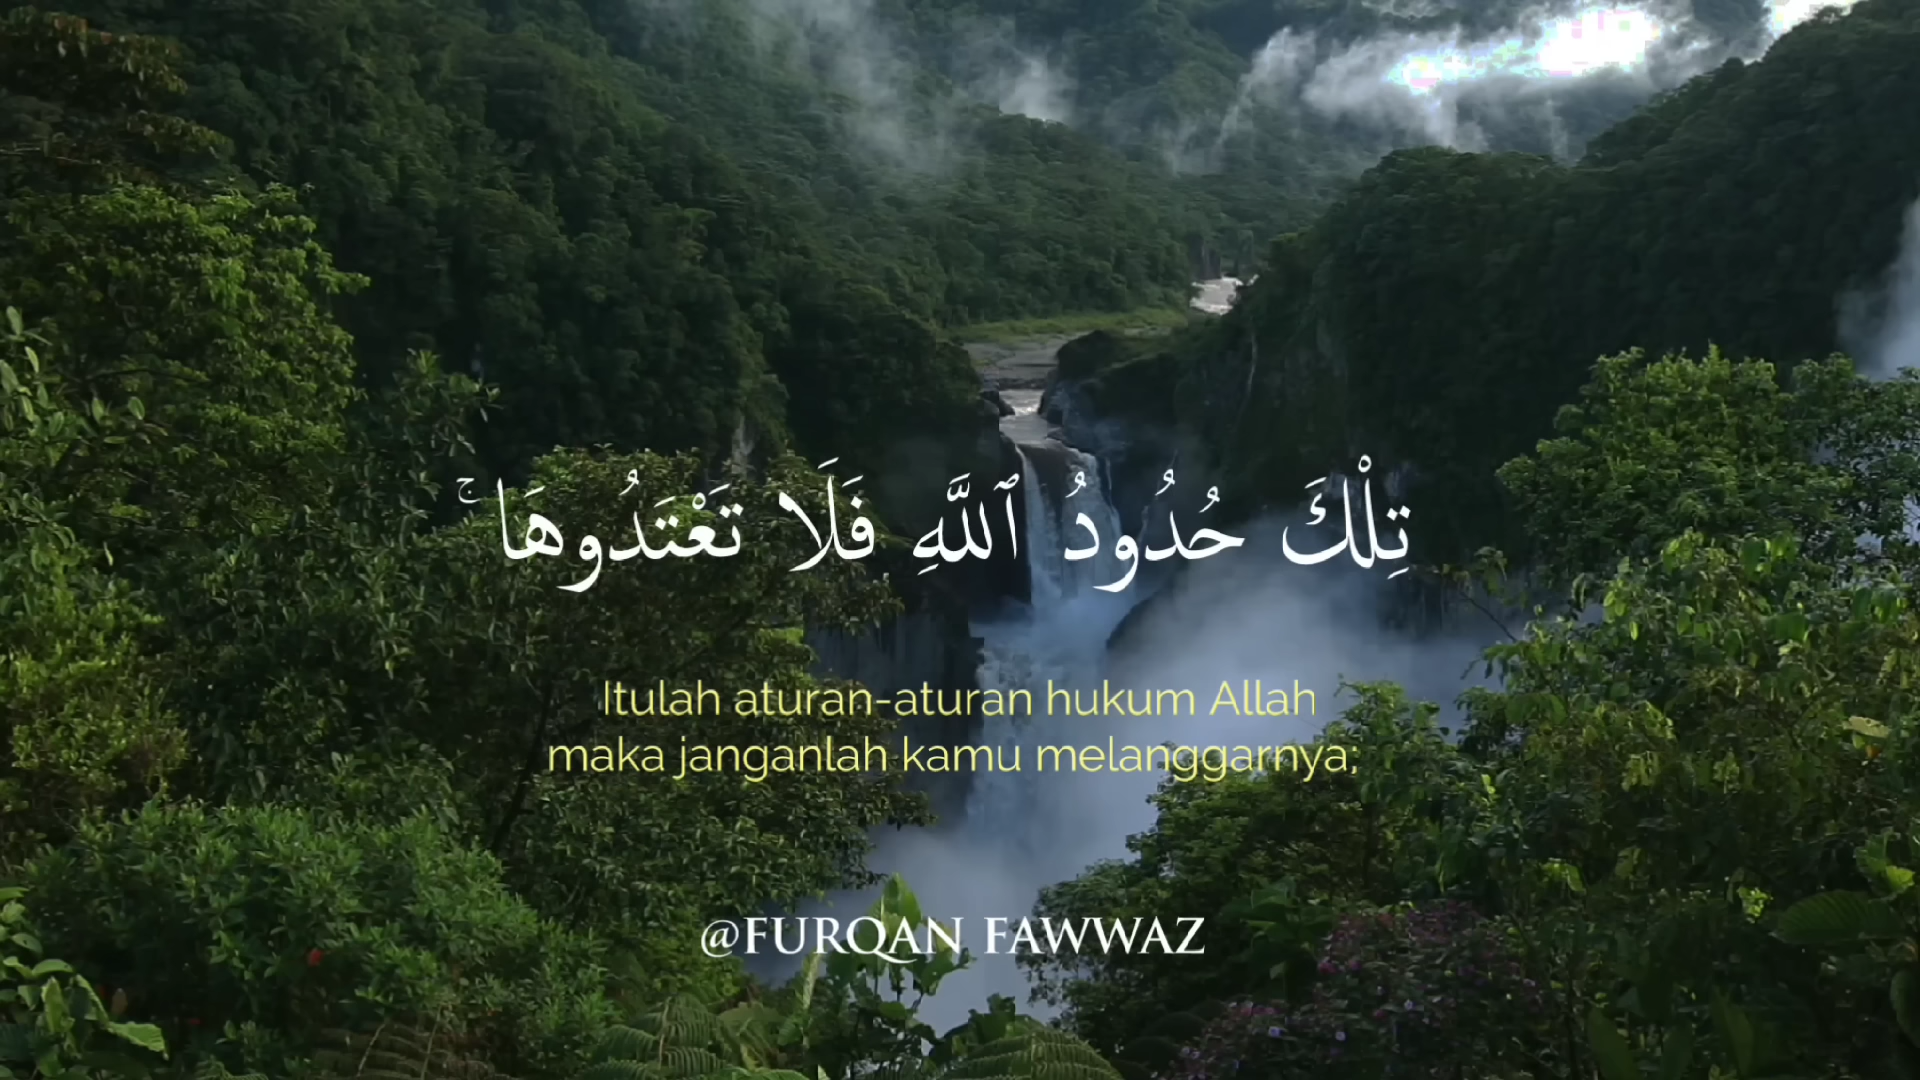 تِلْكَ حُدُودُ ٱللَّهِ فَلَا تَعْتَدُوهَا ۚ
Itulah aturan-aturan hukum Allah
maka janganlah kamu melanggarnya;
@FURQAN FAWWAZ